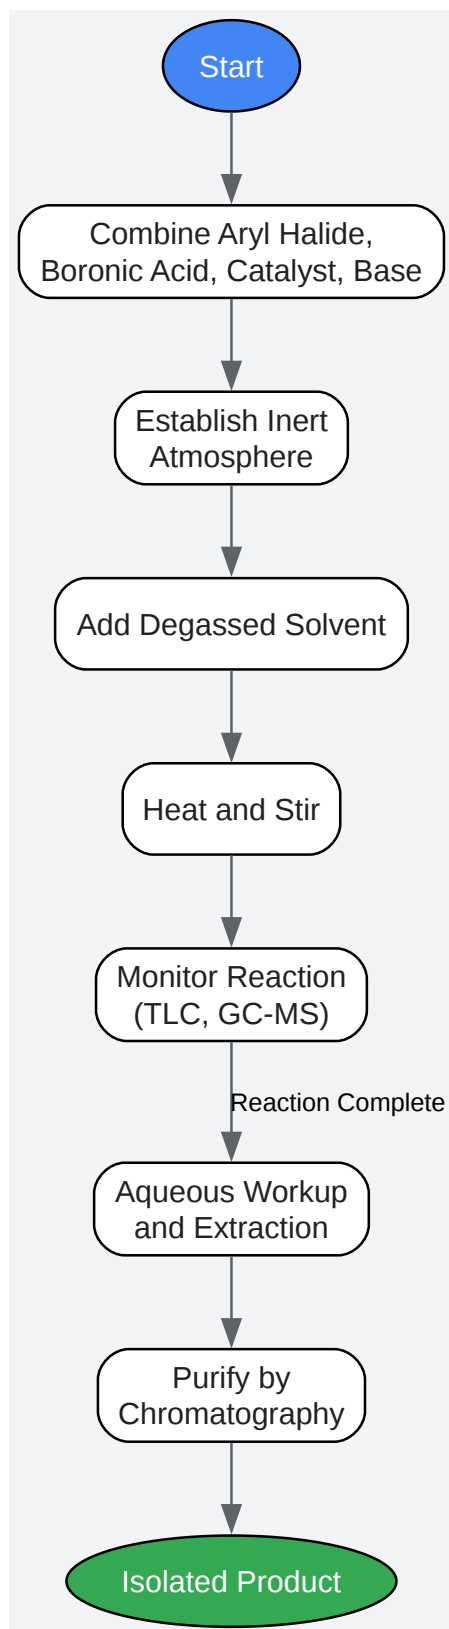 Start
Combine Aryl Halide,
Boronic Acid, Catalyst, Base
Establish Inert
Atmosphere
Add Degassed Solvent
Heat and Stir
Monitor Reaction
(TLC, GC-MS)
Reaction Complete
Aqueous Workup
and Extraction
Purify by
Chromatography
Isolated Product